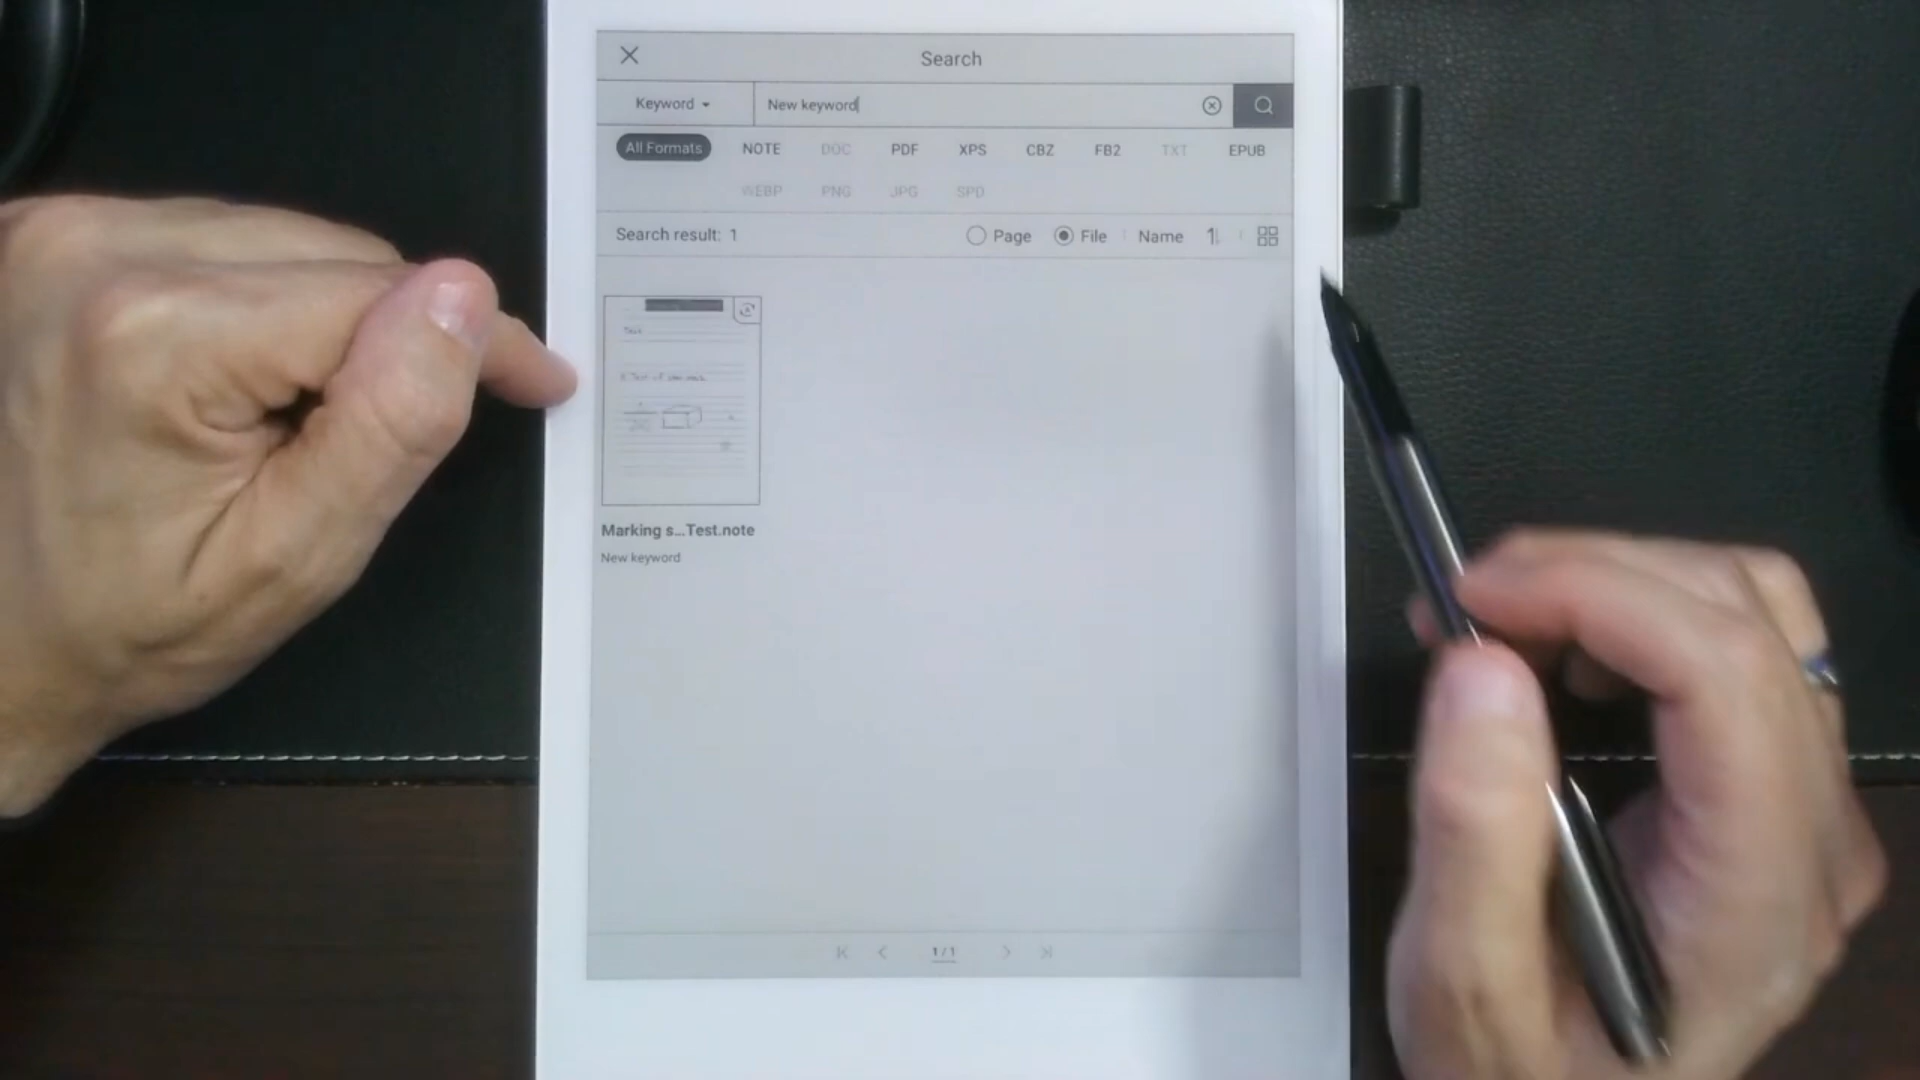 Search
Keyword New keyword
All Formats NOTE DOC PDF XPS CBZ FB2 TXT EPUB
WEBP PNG JPG SPD
Search result: 1 Page File Name
Test
Marking s...Test.note
New keyword
1/1